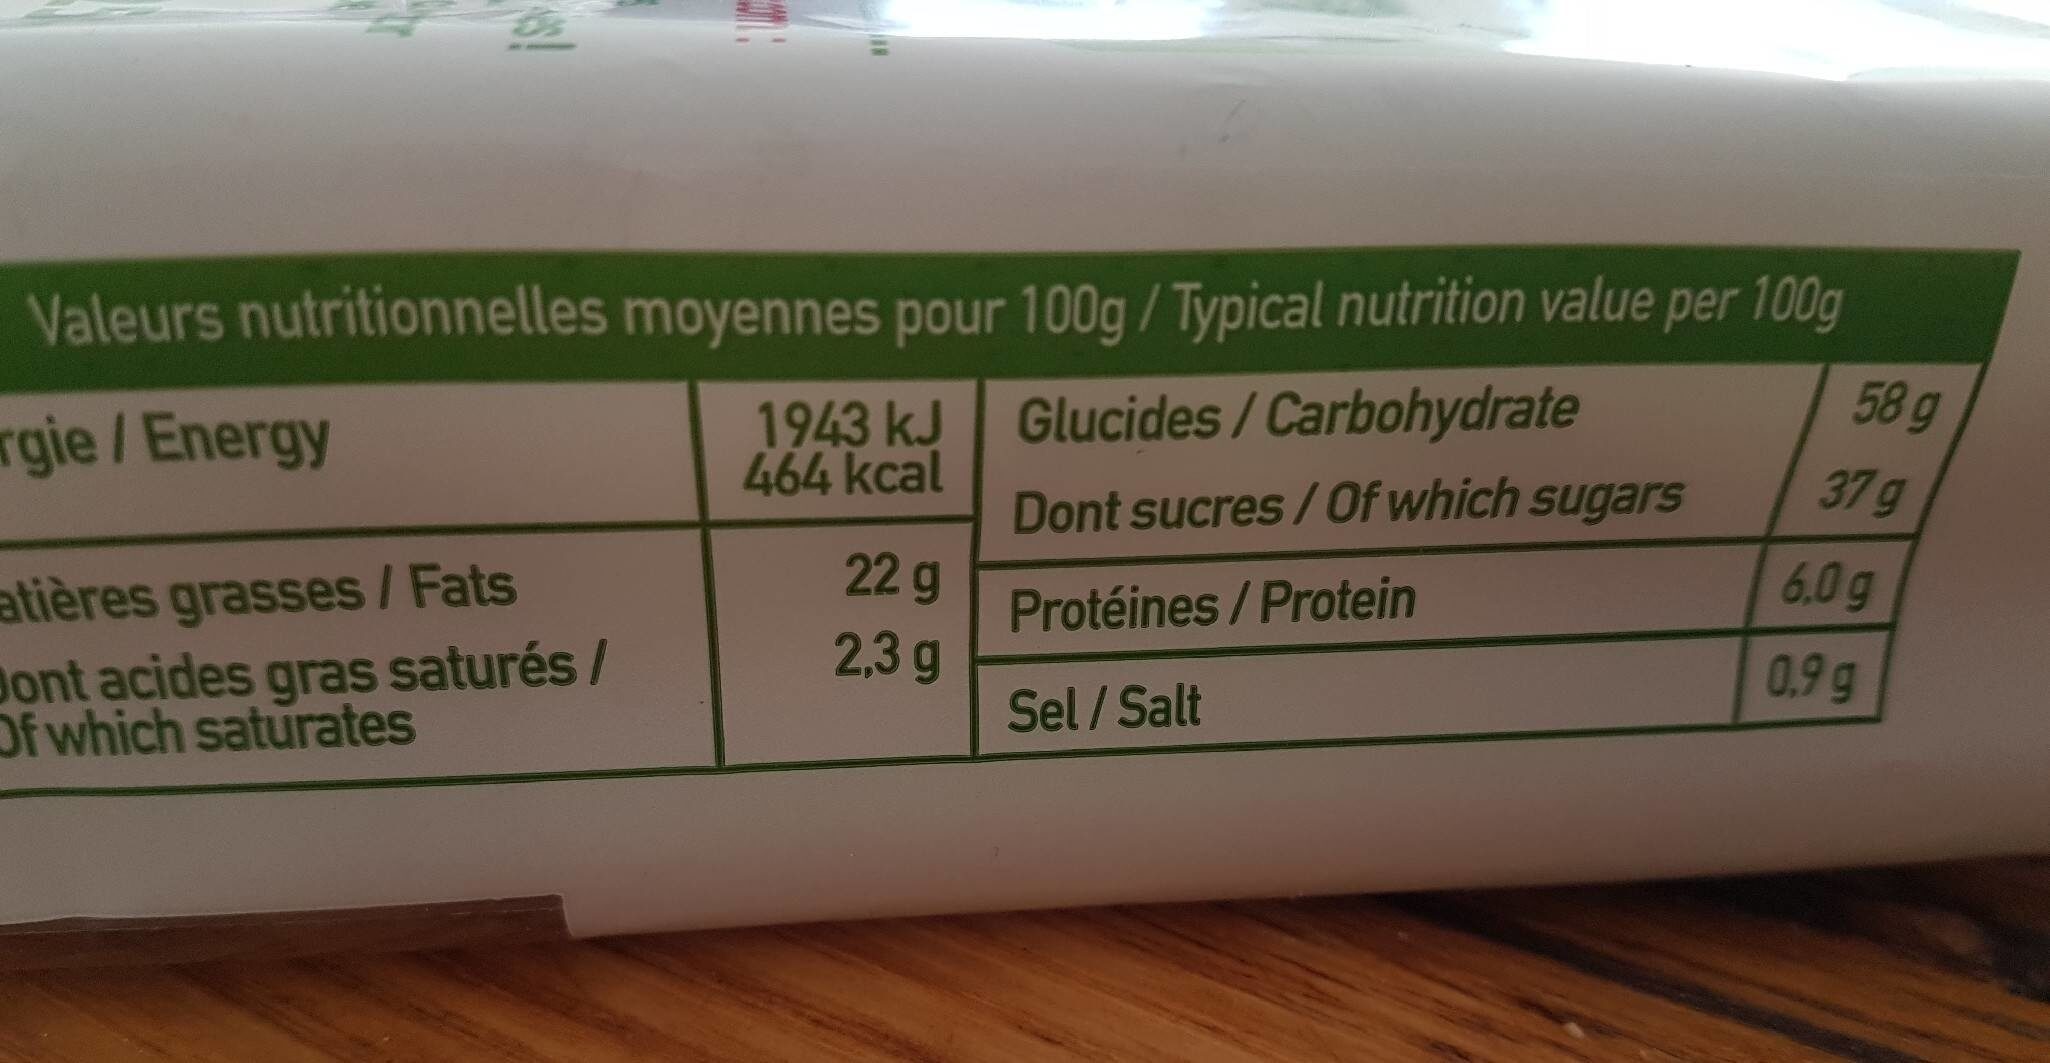 Valeurs nutritionnelles moyennes pour 100g / Typical nutrition value per 100g
rgie / Energy
1943 kJ
464 kcal
atières grasses / Fats
22 g
Dont acides gras saturés /
Of which saturates
2,3 g
Glucides / Carbohydrate
58 g
Dont sucres / Of which sugars
37 g
Protéines / Protein
6,0 g
Sel / Salt
0,9 g